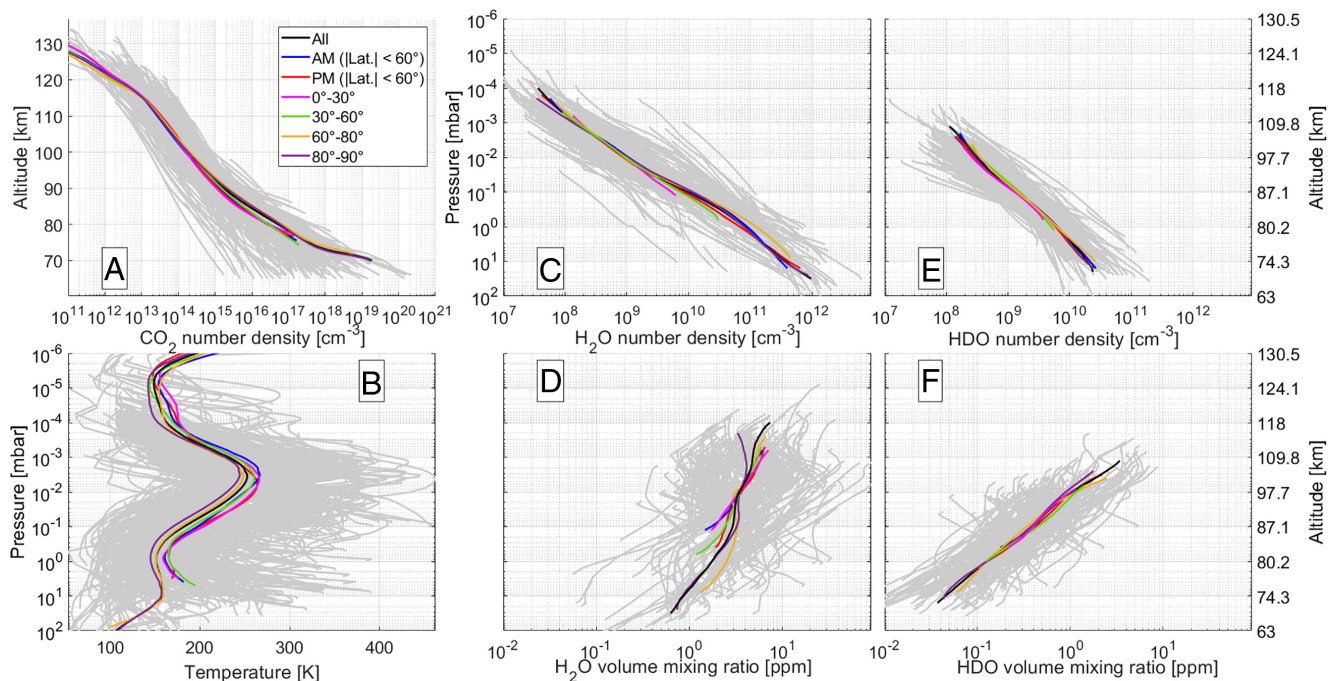 A
Altitude [km]
130
120
110
100
90
80
70
10^11 10^12 10^13 10^14 10^15 10^16 10^17 10^18 10^19 10^20 10^21
CO₂ number density [cm⁻³]
All
AM (|Lat.| < 60°)
PM (|Lat.| < 60°)
0°-30°
30°-60°
60°-80°
80°-90°
C
Pressure [mbar]
10^-6
10^-5
10^-4
10^-3
10^-2
10^-1
10^0
10^1
10^2
10^7 10^8 10^9 10^10 10^11 10^12
H₂O number density [cm⁻³]
E
10^7 10^8 10^9 10^10 10^11 10^12
HDO number density [cm⁻³]
130.5
124.1
118
109.8
97.7
87.1
80.2
74.3
63
Altitude [km]
B
Pressure [mbar]
10^-6
10^-5
10^-4
10^-3
10^-2
10^-1
10^0
10^1
10^2
100 200 300 400
Temperature [K]
D
10^-2 10^-1 10^0 10^1
H₂O volume mixing ratio [ppm]
F
10^-2 10^-1 10^0 10^1
HDO volume mixing ratio [ppm]
130.5
124.1
118
109.8
97.7
87.1
80.2
74.3
63
Altitude [km]